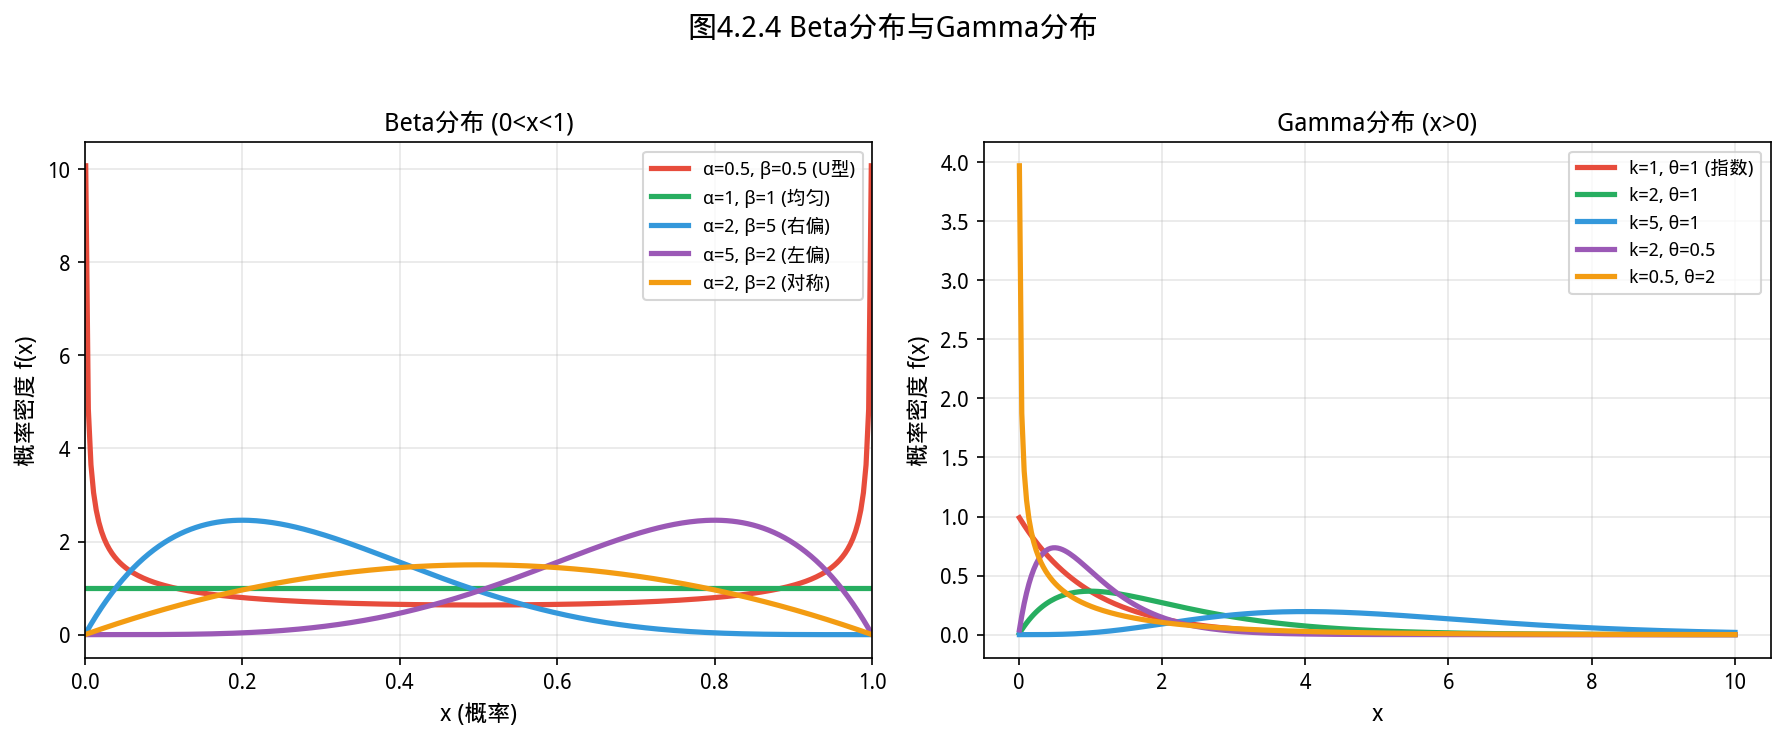 图4.2.4 Beta分布与Gamma分布
Beta分布 (0<x<1)
概率密度 f(x)
10
8
6
4
2
0
α=0.5, β=0.5 (U型)
α=1, β=1 (均匀)
α=2, β=5 (右偏)
α=5, β=2 (左偏)
α=2, β=2 (对称)
0.0 0.2 0.4 0.6 0.8 1.0
x (概率)
Gamma分布 (x>0)
概率密度 f(x)
4.0
3.5
3.0
2.5
2.0
1.5
1.0
0.5
0.0
k=1, θ=1 (指数)
k=2, θ=1
k=5, θ=1
k=2, θ=0.5
k=0.5, θ=2
0 2 4 6 8 10
x